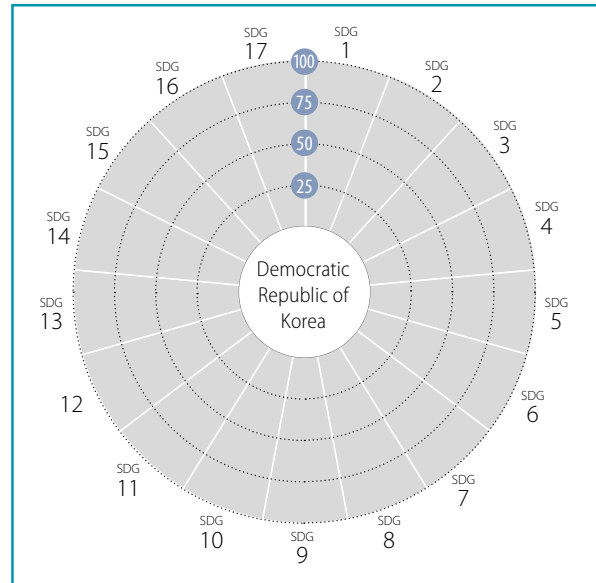 SDG
1
SDG
2
SDG
3
SDG
4
SDG
5
SDG
6
SDG
7
SDG
8
SDG
9
SDG
10
SDG
11
12
SDG
13
SDG
14
SDG
15
SDG
16
SDG
17
100
75
50
25
Democratic
Republic of
Korea